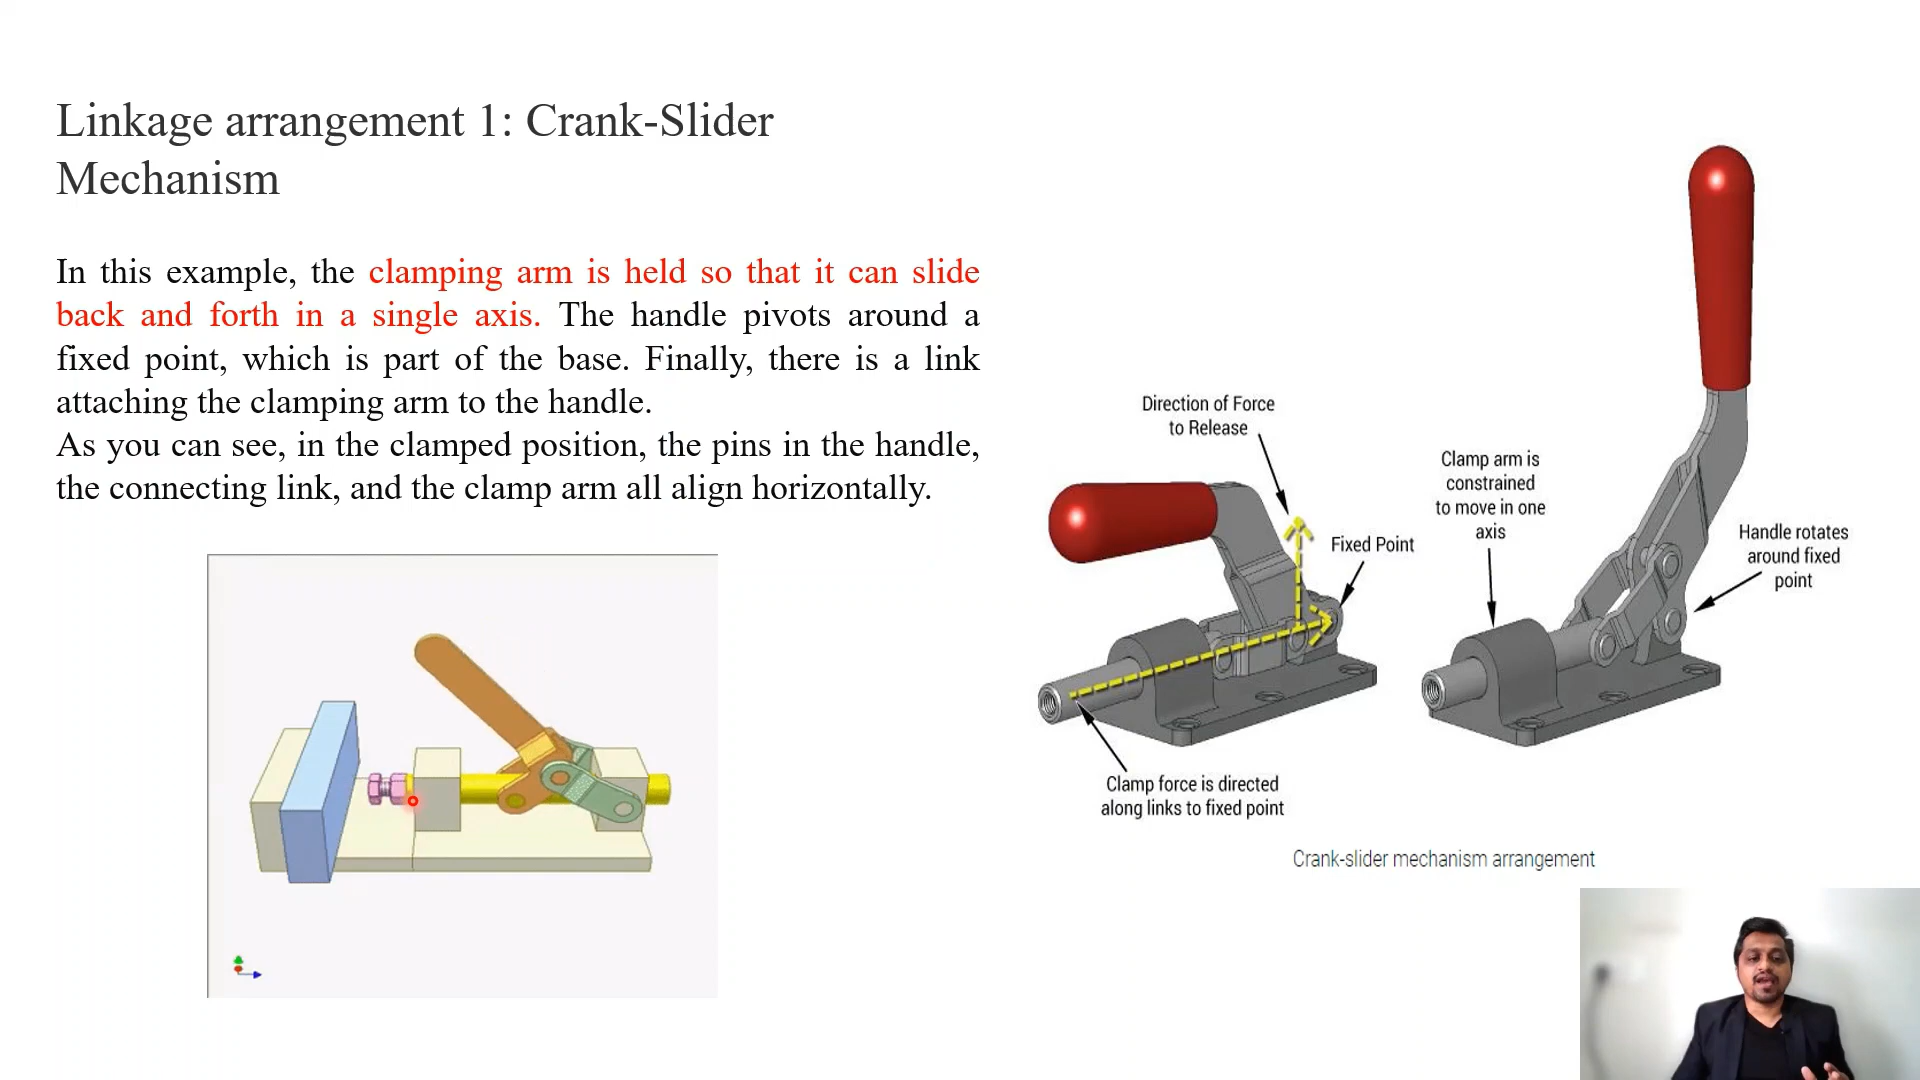 Linkage arrangement 1: Crank-Slider
Mechanism
In this example, the clamping arm is held so that it can slide
back and forth in a single axis. The handle pivots around a
fixed point, which is part of the base. Finally, there is a link
attaching the clamping arm to the handle.
As you can see, in the clamped position, the pins in the handle,
the connecting link, and the clamp arm all align horizontally.
Direction of Force
to Release
Fixed Point
Clamp force is directed
along links to fixed point
Clamp arm is
constrained
to move in one
axis
Handle rotates
around fixed
point
Crank-slider mechanism arrangement